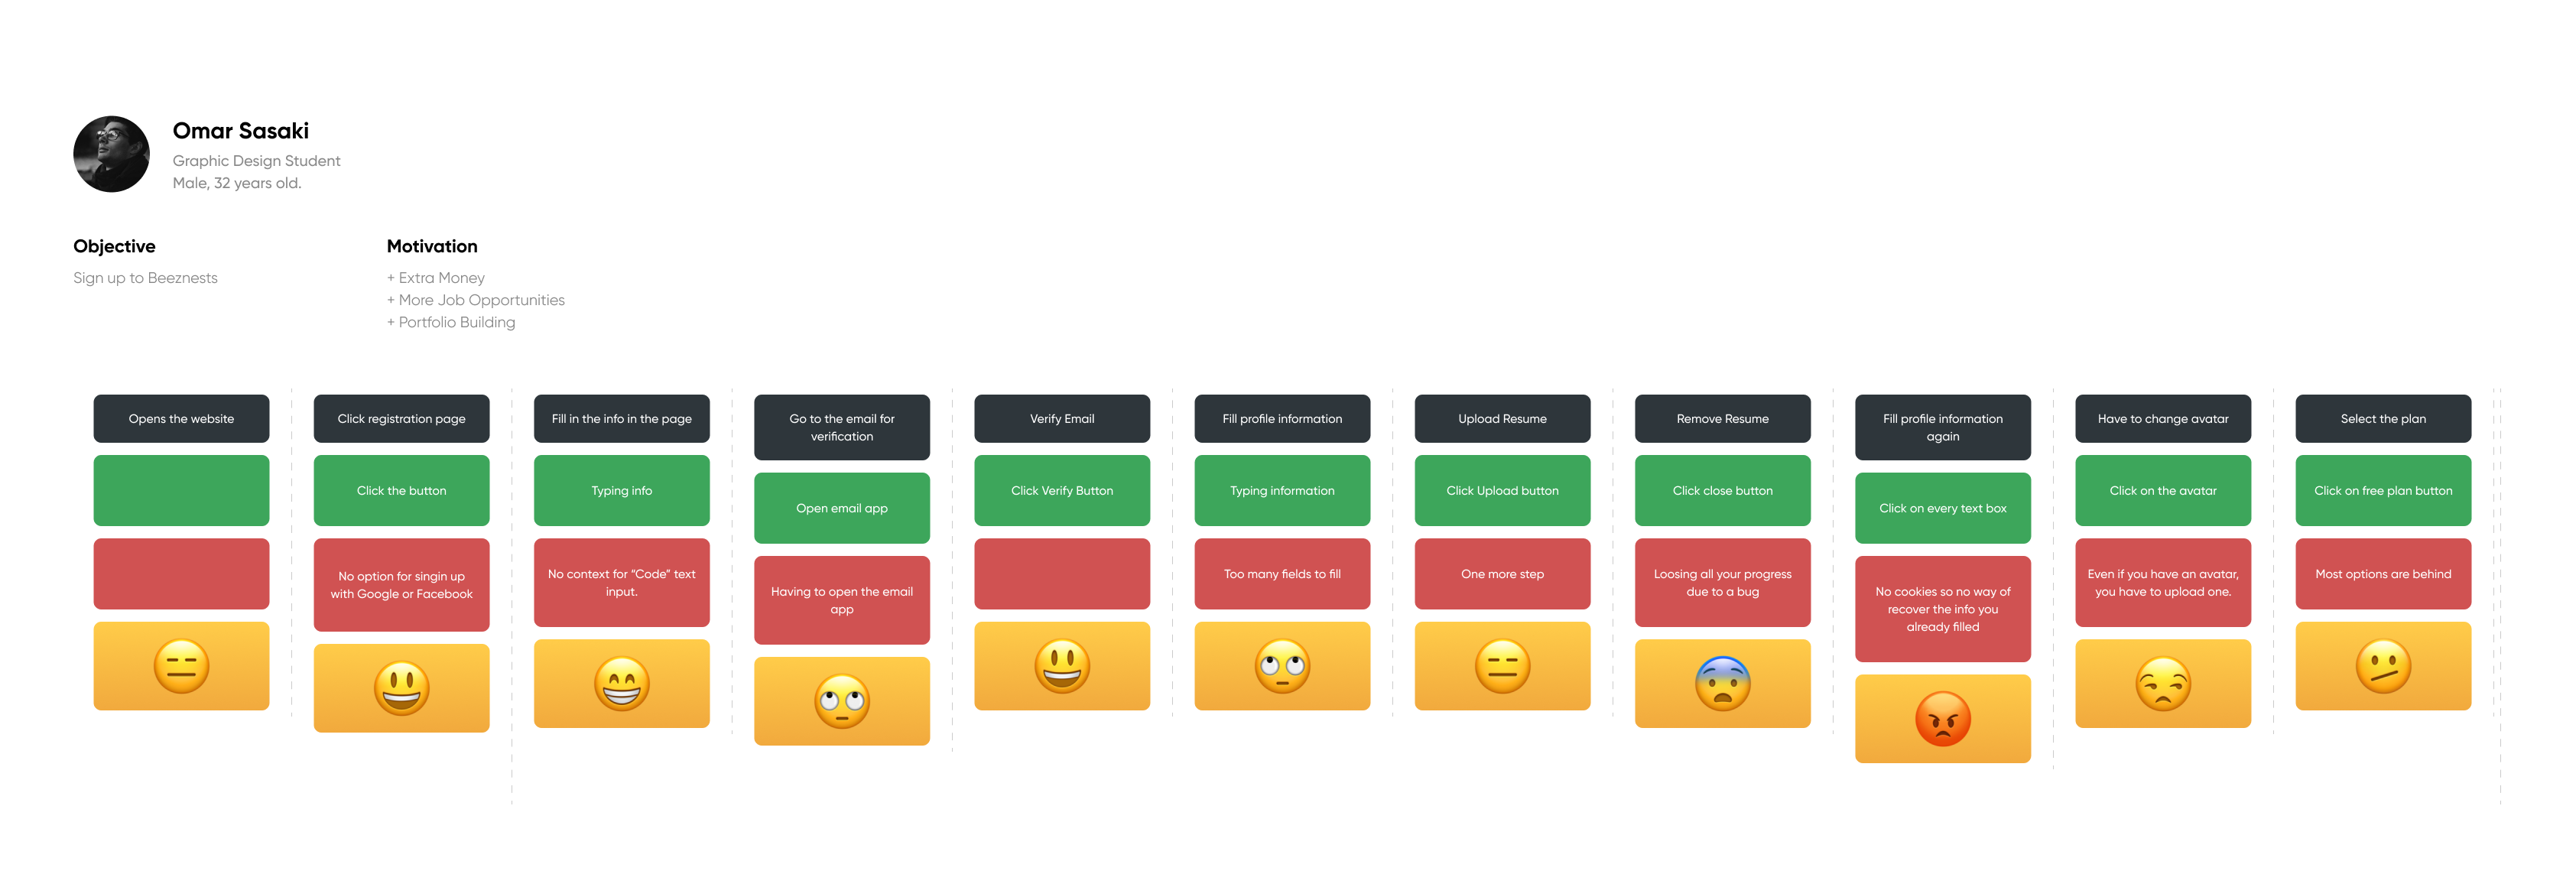 Omar Sasaki
Graphic Design Student
Male, 32 years old.
Objective
Sign up to Beeznests
Motivation
+ Extra Money
+ More Job Opportunities
+ Portfolio Building
Opens the website
Click registration page
Click the button
No option for singin up
with Google or Facebook
Fill in the info in the page
Typing info
No context for “Code” text
input.
Go to the email for
verification
Open email app
Having to open the email
app
Verify Email
Click Verify Button
Fill profile information
Typing information
Too many fields to fill
Upload Resume
Click Upload button
One more step
Remove Resume
Click close button
Loosing all your progress
due to a bug
Fill profile information
again
Click on every text box
No cookies so no way of
recover the info you
already filled
Have to change avatar
Click on the avatar
Even if you have an avatar,
you have to upload one.
Select the plan
Click on free plan button
Most options are behind